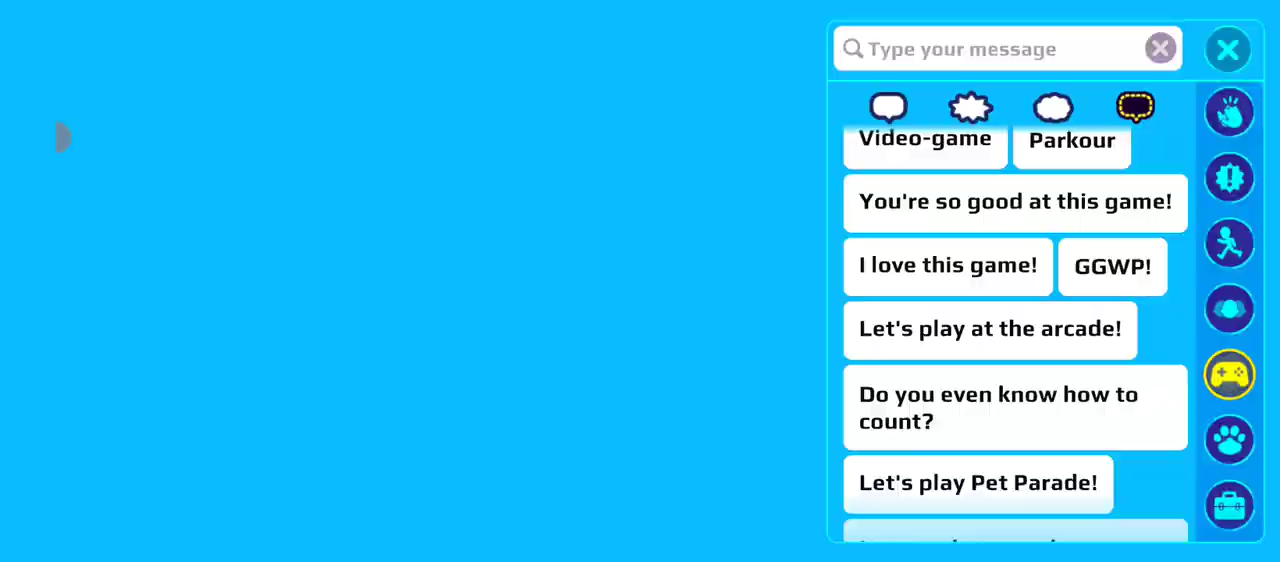 Type your message
Video-game
Parkour
You're so good at this game!
I love this game!
GGWP!
Let's play at the arcade!
Do you even know how to
count?
Let's play Pet Parade!